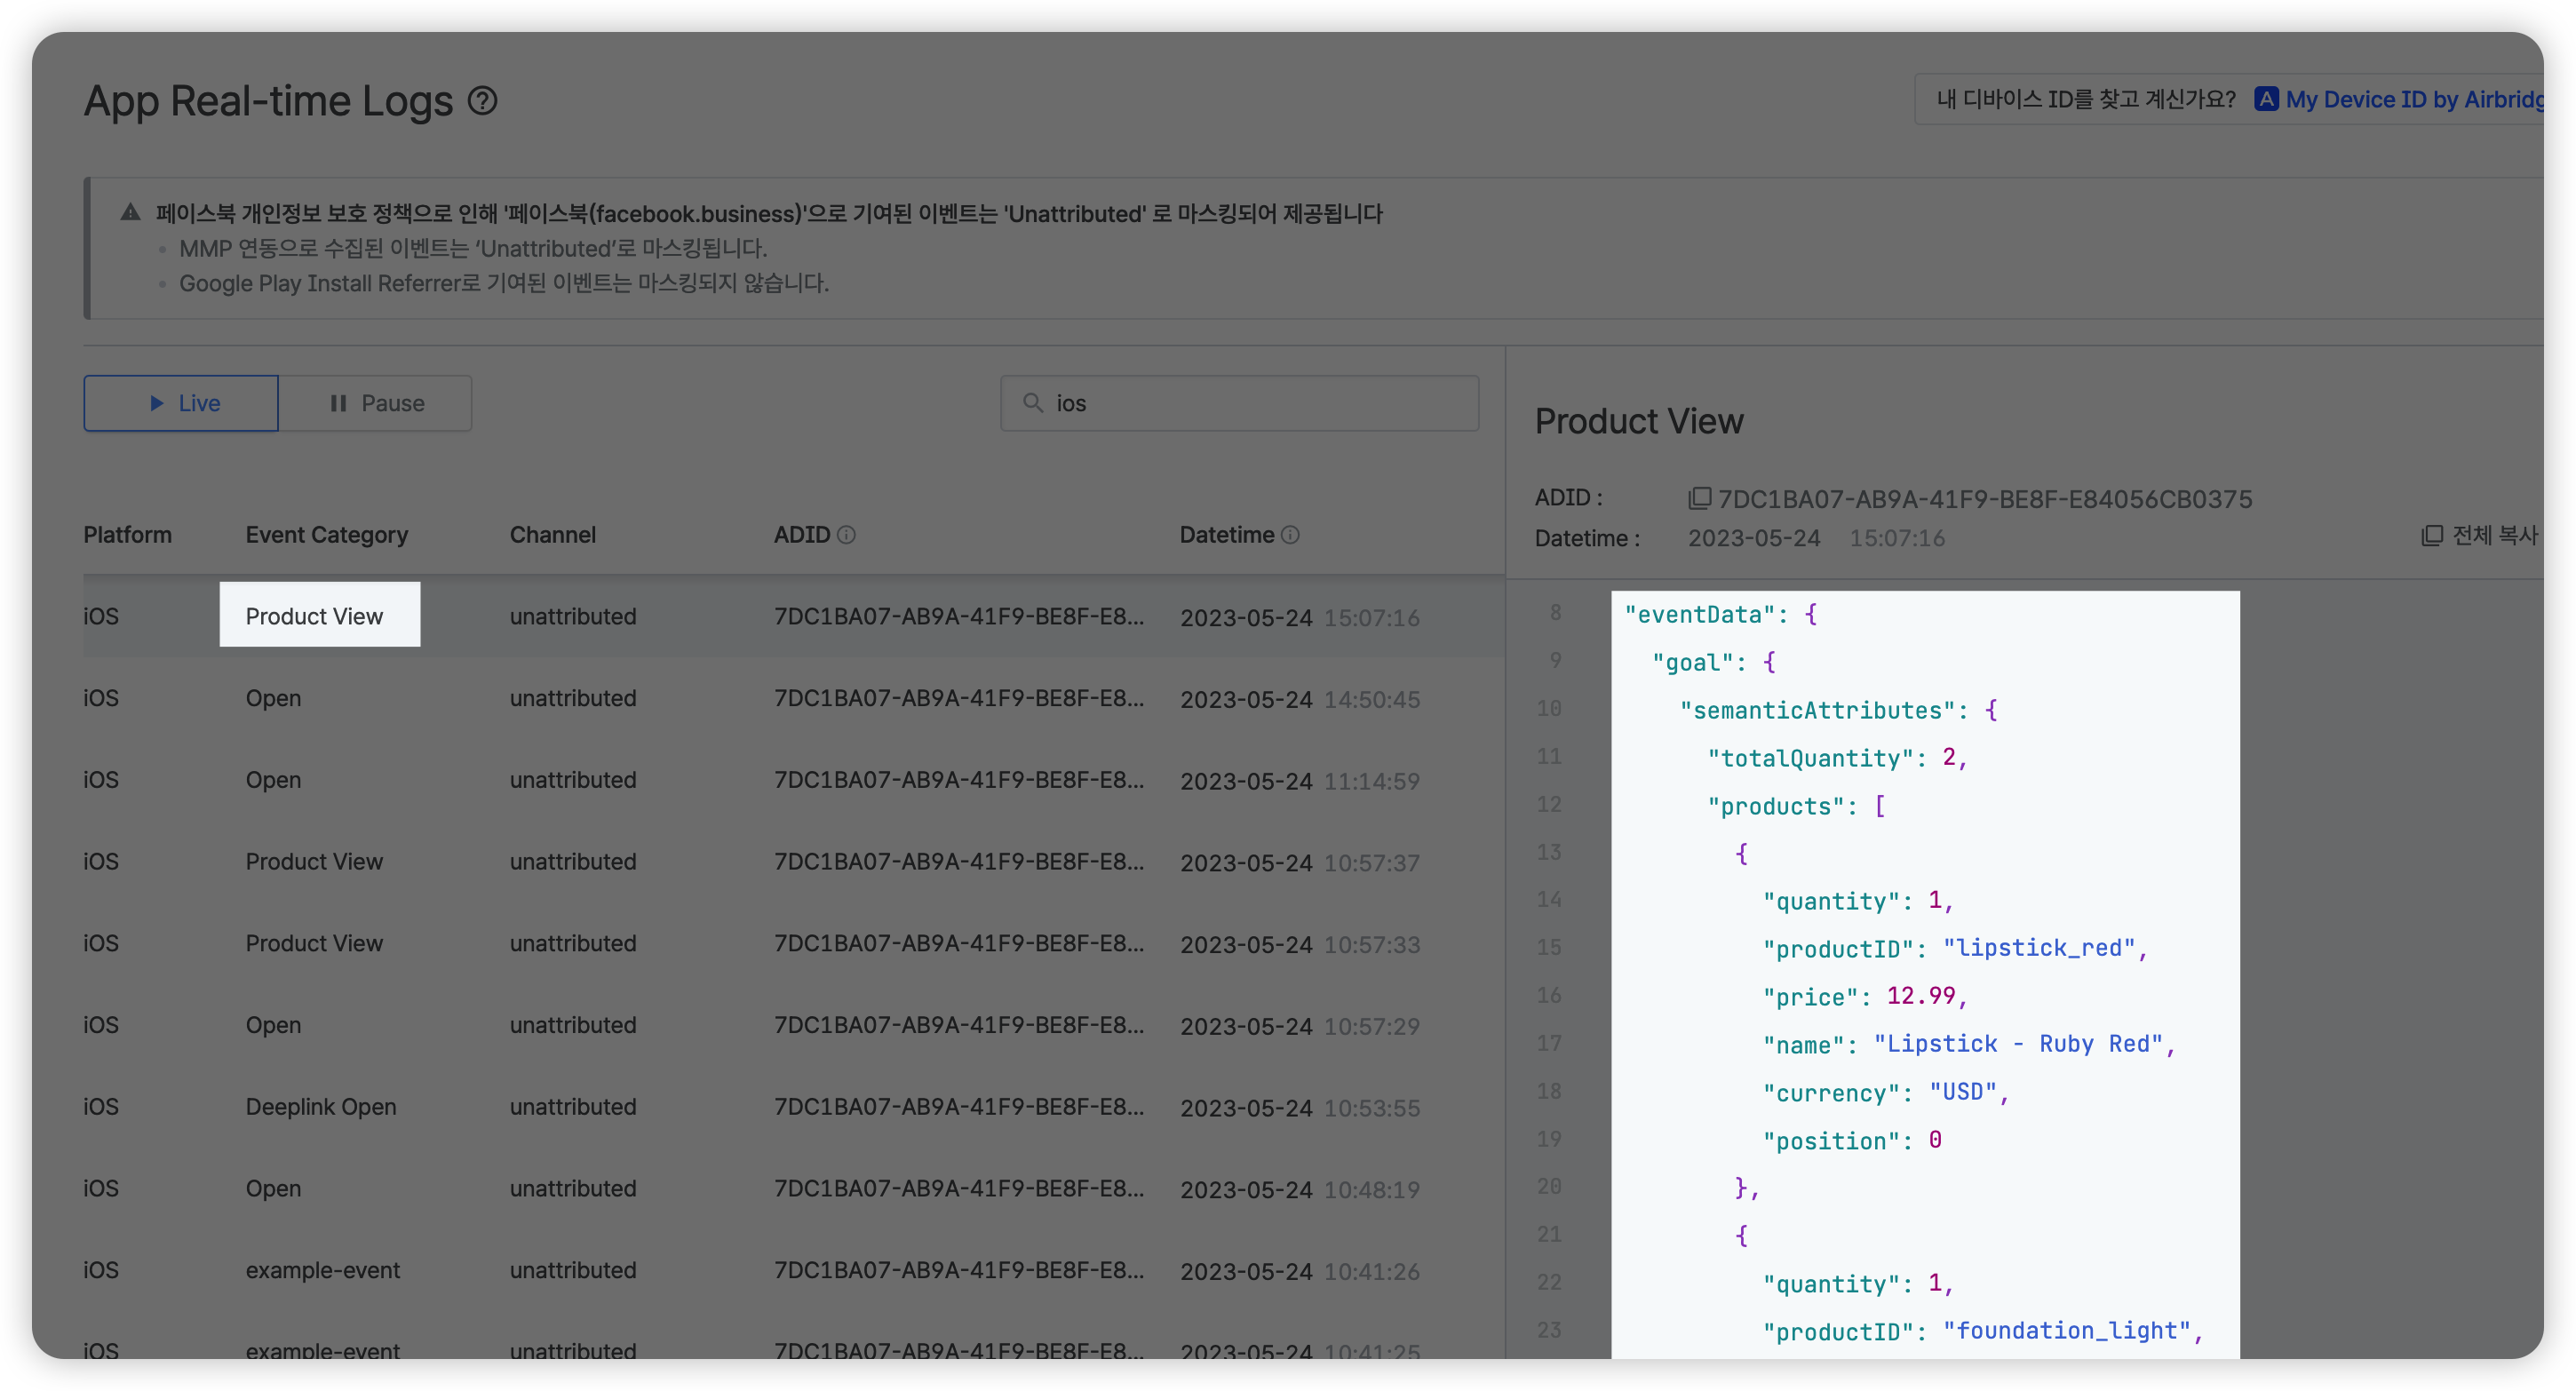 App Real-time Logs
내 디바이스 ID를 찾고 계신가요? A My Device ID by Airbridg
페이스북 개인정보 보호 정책으로 인해 '페이스북(facebook.business)'으로 기여된 이벤트는 'Unattributed' 로 마스킹되어 제공됩니다
MMP 연동으로 수집된 이벤트는 ‘Unattributed’로 마스킹됩니다.
Google Play Install Referrer로 기여된 이벤트는 마스킹되지 않습니다.
Live Pause ios
Platform Event Category Channel ADID Datetime
iOS Product View unattributed 7DC1BA07-AB9A-41F9-BE8F-E8... 2023-05-24 15:07:16
iOS Open unattributed 7DC1BA07-AB9A-41F9-BE8F-E8... 2023-05-24 14:50:45
iOS Open unattributed 7DC1BA07-AB9A-41F9-BE8F-E8... 2023-05-24 11:14:59
iOS Product View unattributed 7DC1BA07-AB9A-41F9-BE8F-E8... 2023-05-24 10:57:37
iOS Product View unattributed 7DC1BA07-AB9A-41F9-BE8F-E8... 2023-05-24 10:57:33
iOS Open unattributed 7DC1BA07-AB9A-41F9-BE8F-E8... 2023-05-24 10:57:29
iOS Deeplink Open unattributed 7DC1BA07-AB9A-41F9-BE8F-E8... 2023-05-24 10:53:55
iOS Open unattributed 7DC1BA07-AB9A-41F9-BE8F-E8... 2023-05-24 10:48:19
iOS example-event unattributed 7DC1BA07-AB9A-41F9-BE8F-E8... 2023-05-24 10:41:26
iOS example-event unattributed 7DC1BA07-AB9A-41F9-BE8F-E8... 2023-05-24 10:41:25
Product View
ADID : 7DC1BA07-AB9A-41F9-BE8F-E84056CB0375
Datetime : 2023-05-24 15:07:16 전체 복사
8 "eventData": {
9 "goal": {
10 "semanticAttributes": {
11 "totalQuantity": 2,
12 "products": [
13 {
14 "quantity": 1,
15 "productID": "lipstick_red",
16 "price": 12.99,
17 "name": "Lipstick - Ruby Red",
18 "currency": "USD",
19 "position": 0
20 },
21 {
22 "quantity": 1,
23 "productID": "foundation_light",